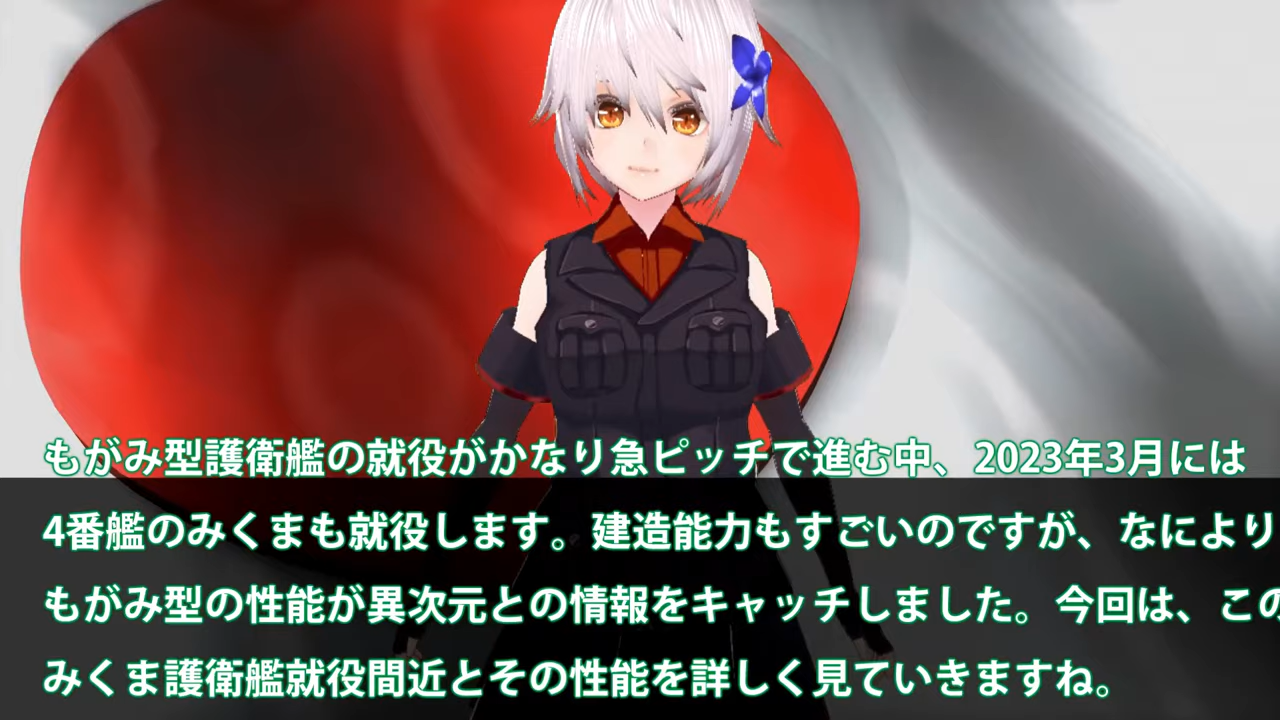 もがみ型護衛艦の就役がかなり急ピッチで進む中、2023年3月には
4番艦のみくまも就役します。建造能力もすごいのですが、なにより
もがみ型の性能が異次元との情報をキャッチしました。今回は、この
みくま護衛艦就役間近とその性能を詳しく見ていきますね。